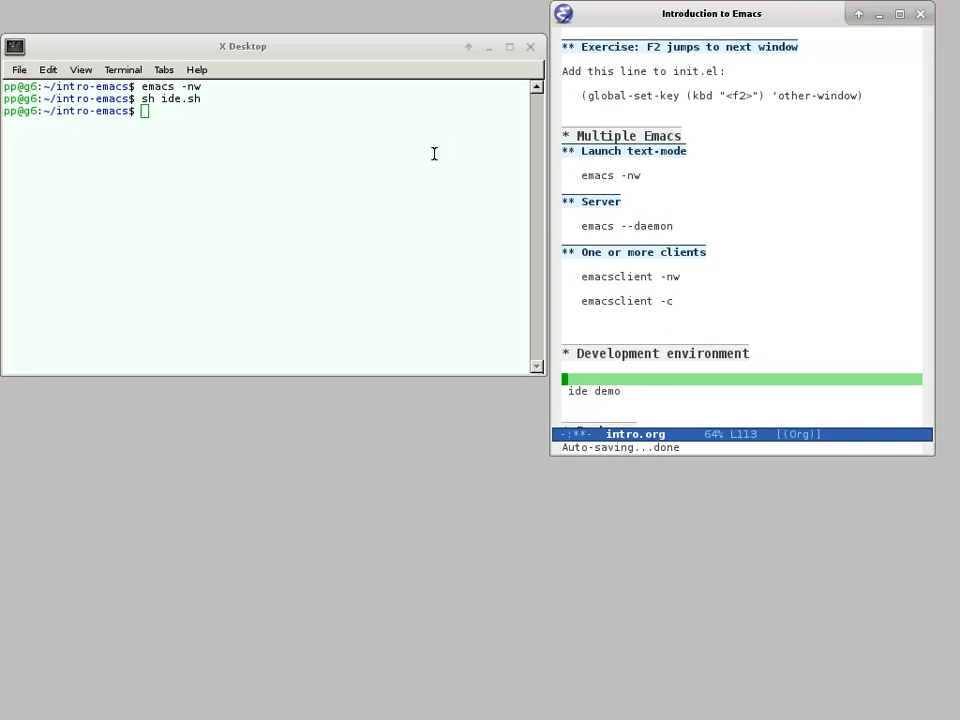 X Desktop
File Edit View Terminal Tabs Help
pp@g6:~/intro-emacs$ emacs -nw
pp@g6:~/intro-emacs$ sh ide.sh
pp@g6:~/intro-emacs$
Introduction to Emacs
** Exercise: F2 jumps to next window
Add this line to init.el:
(global-set-key (kbd "<f2>") 'other-window)
* Multiple Emacs
** Launch text-mode
emacs -nw
** Server
emacs --daemon
** One or more clients
emacsclient -nw
emacsclient -c
* Development environment
ide demo
-:**- intro.org 64% L113 [(Org)]
Auto-saving...done